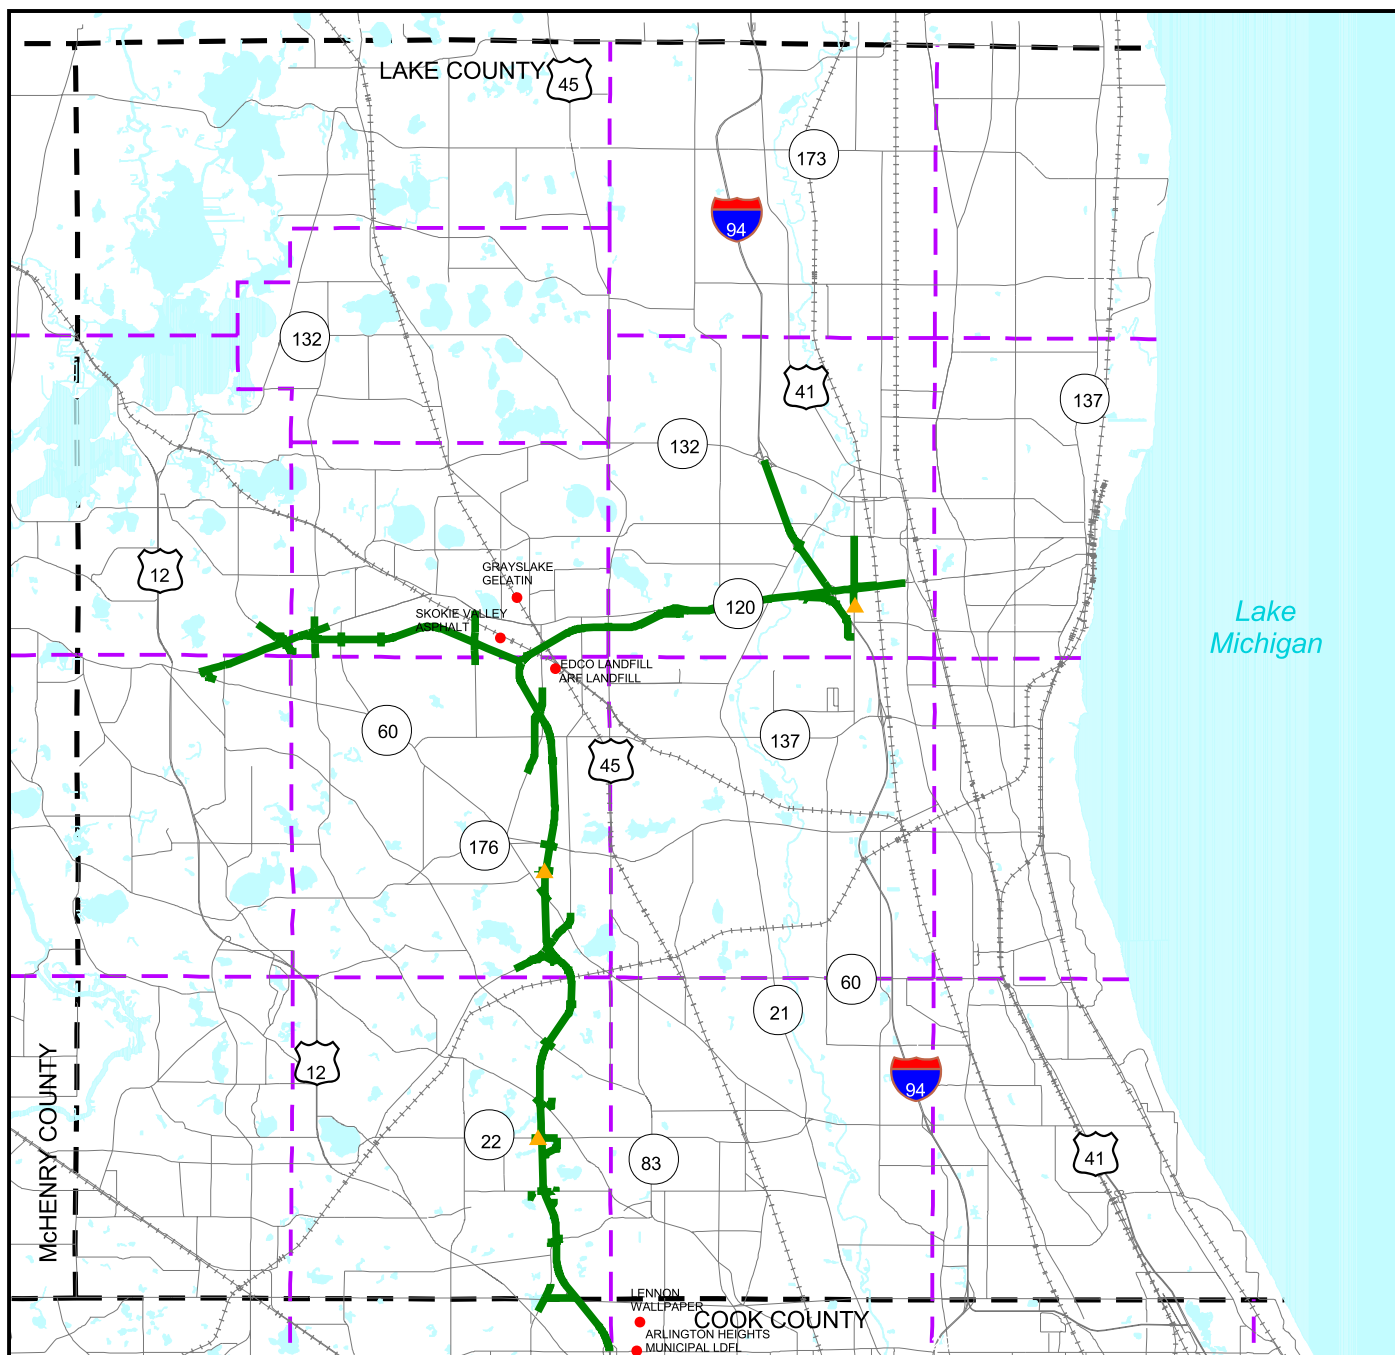 LAKE COUNTY
45
173
94
132
41
137
132
12
GRAYSLAKE
GELATIN
120
SKOKIE VALLEY
ASPHALT
Lake
Michigan
EDCO LANDFILL
ARF LANDFILL
60
137
45
176
60
21
12
94
McHENRY COUNTY
22
83
41
LENNON
WALLPAPER
COOK COUNTY
ARLINGTON HEIGHTS
MUNICIPAL LDFL